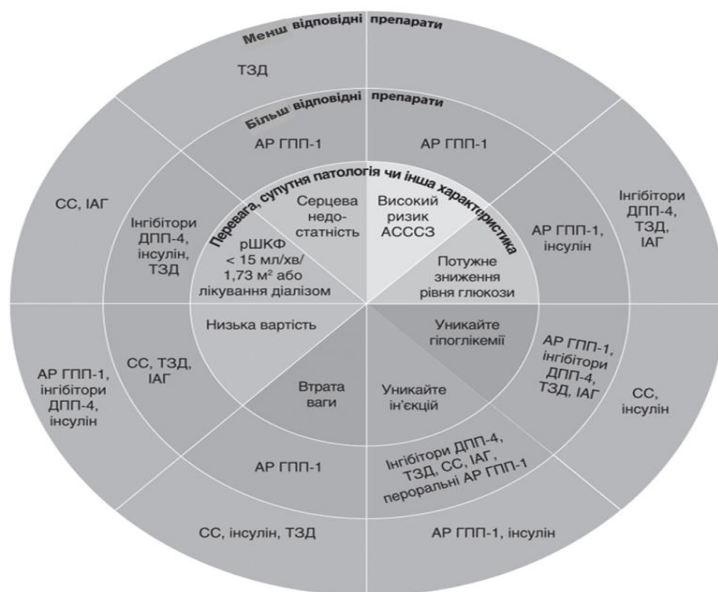 Менш відповідні препарати
ТЗД
Більш відповідні препарати
АР ГПП-1
АР ГПП-1
Перевага, супутня патологія чи інша характеристика
СС, ІАГ
Інгібітори
ДПП-4,
інсулін,
ТЗД
рШКФ
< 15 мл/хв/
1,73 м² або
лікування діалізом
Серцева
недо-
статність
Високий
ризик
АСССЗ
Потужне
зниження
рівня глюкози
АР ГПП-1,
інсулін
Інгібітори
ДПП-4,
ТЗД,
ІАГ
АР ГПП-1,
інгібітори
ДПП-4,
інсулін
СС, ТЗД,
ІАГ
Низька вартість
Втрата
ваги
Уникайте
ін'єкцій
Уникайте
гіпоглікемії
АР ГПП-1,
інгібітори
ДПП-4,
ТЗД, ІАГ
СС,
інсулін
АР ГПП-1
Інгібітори ДПП-4,
ТЗД, СС, ІАГ,
пероральні АР ГПП-1
СС, інсулін, ТЗД
АР ГПП-1, інсулін